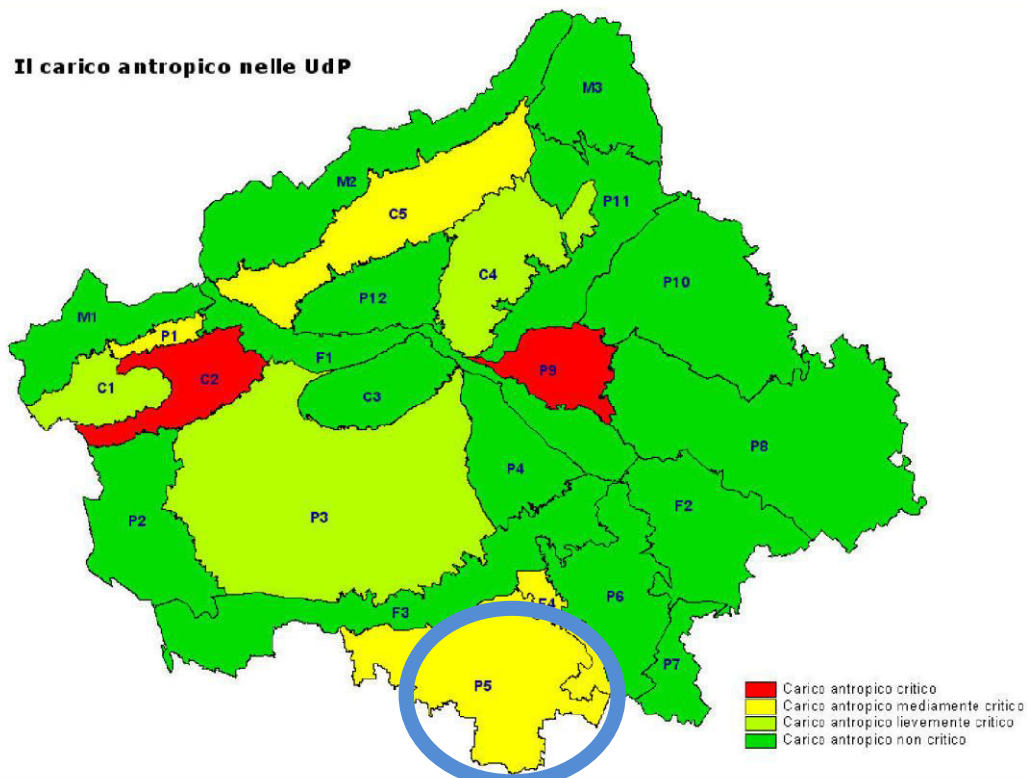 Il carico antropico nelle UdP
M3
M2
C5
P11
C4
P10
P12
M1
P1
F1
C1
C2
C3
P9
P8
P4
P3
P2
F2
P6
F3
F4
P7
P5
Carico antropico critico
Carico antropico mediamente critico
Carico antropico lievemente critico
Carico antropico non critico